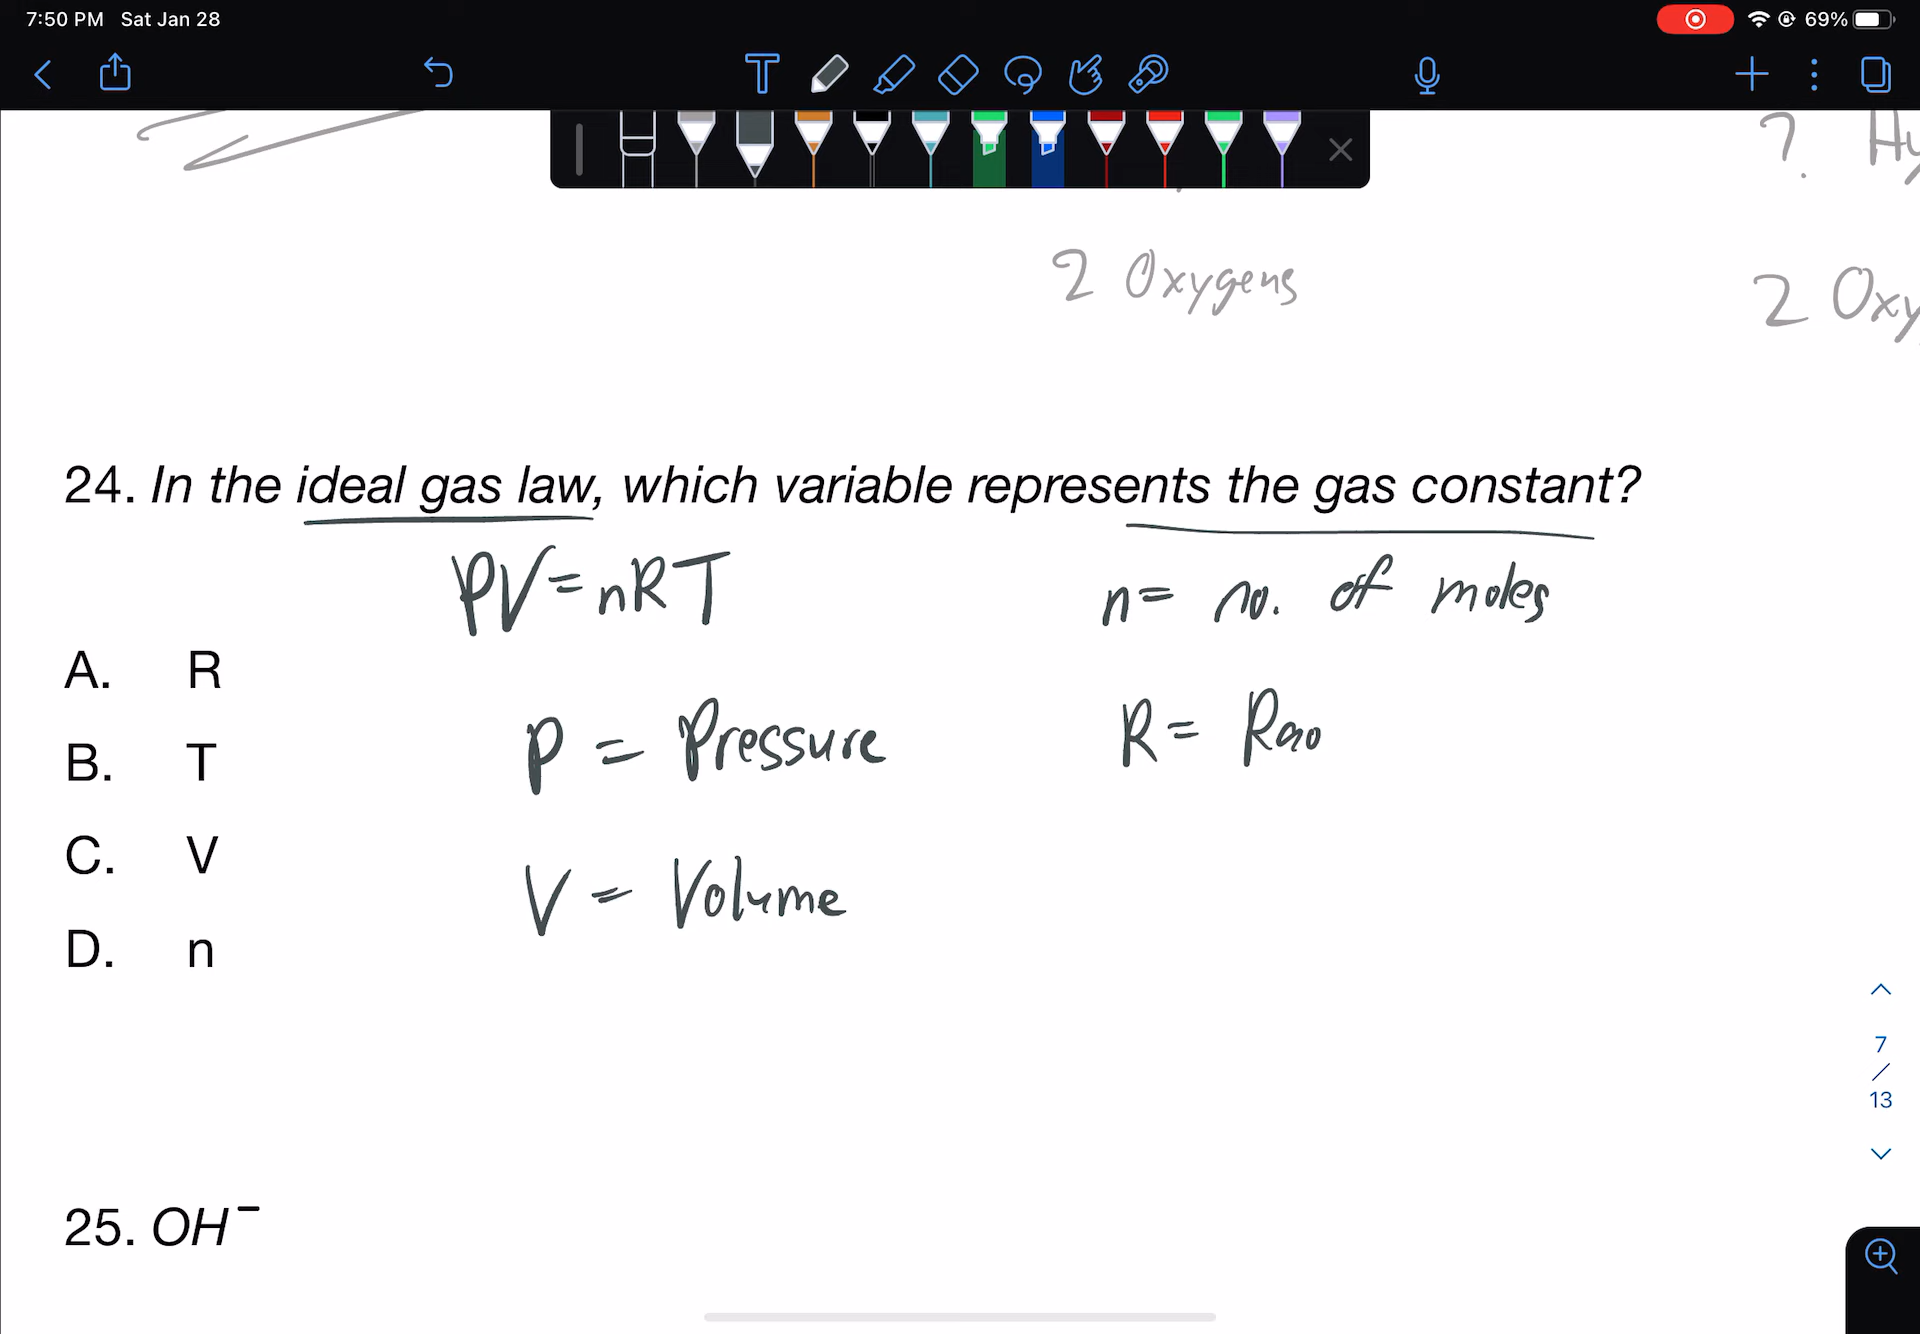 7:50 PM Sat Jan 28
69%
T
?
2 Oxygens
2 Oxy
24. In the ideal gas law, which variable represents the gas constant?
PV=nRT
n= no. of moles
A. R
P = Pressure
R=
B. T
C. V
V = Volume
D. n
7
/
13
25. OH⁻